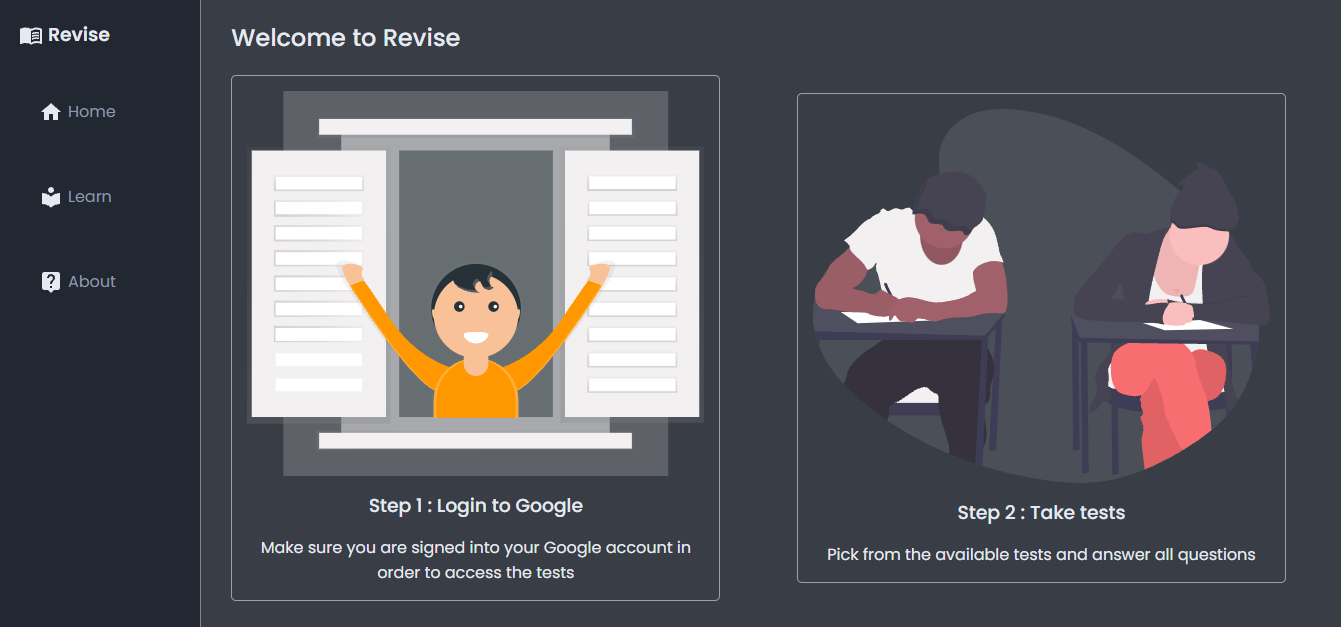 Revise
Home
Learn
About
Welcome to Revise
Step 1 : Login to Google
Make sure you are signed into your Google account in
order to access the tests
Step 2 : Take tests
Pick from the available tests and answer all questions